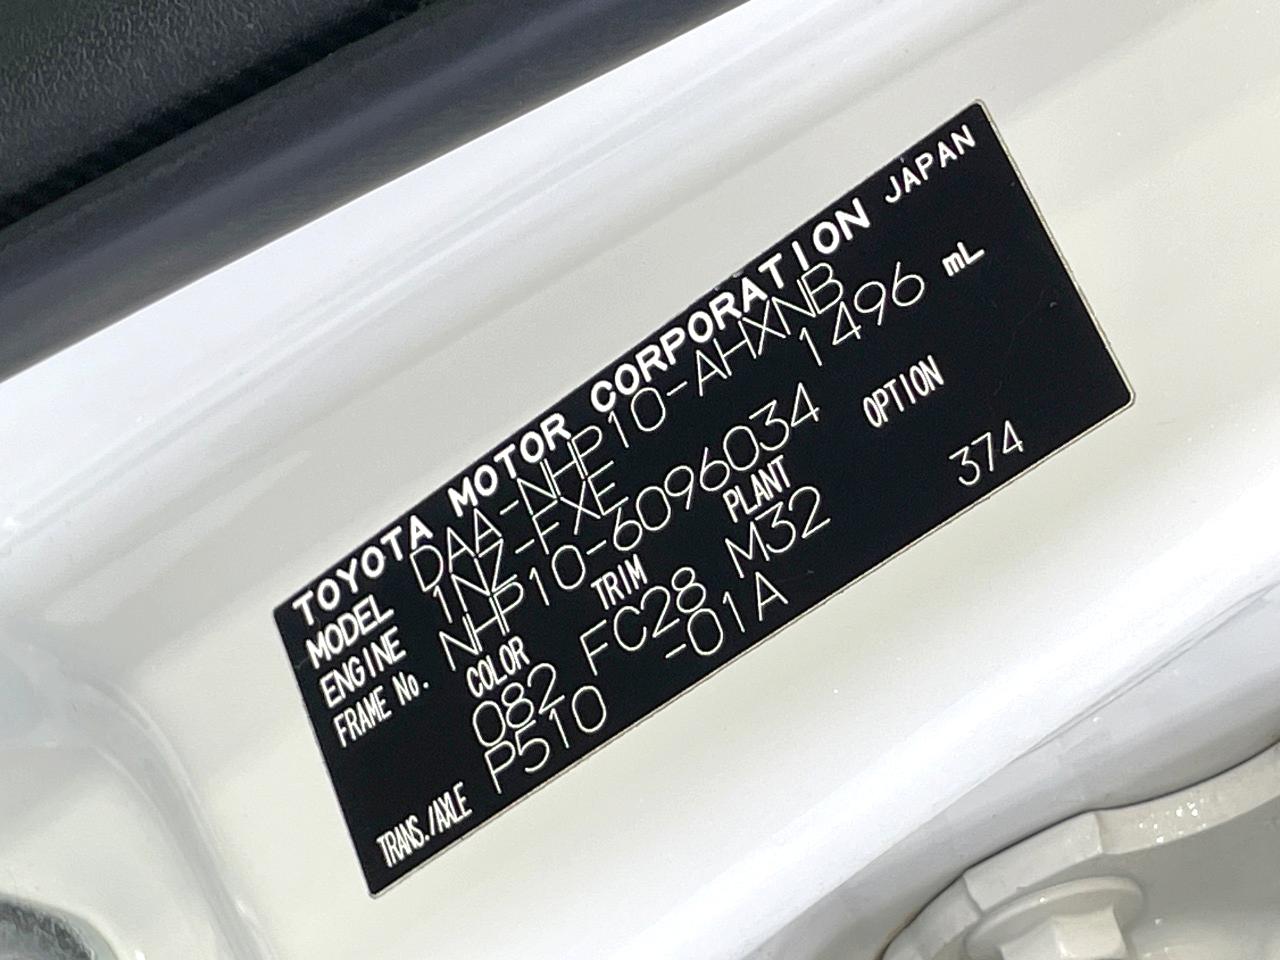 TOYOTA MOTOR CORPORATION JAPAN
MODEL DAA-NHP10-AHXNB
ENGINE 1NZ-FXE 1496 mL
FRAME No. NHP10-6096034
COLOR TRIM PLANT OPTION
082 FC28 M32 374
TRANS./AXLE P510 -01A